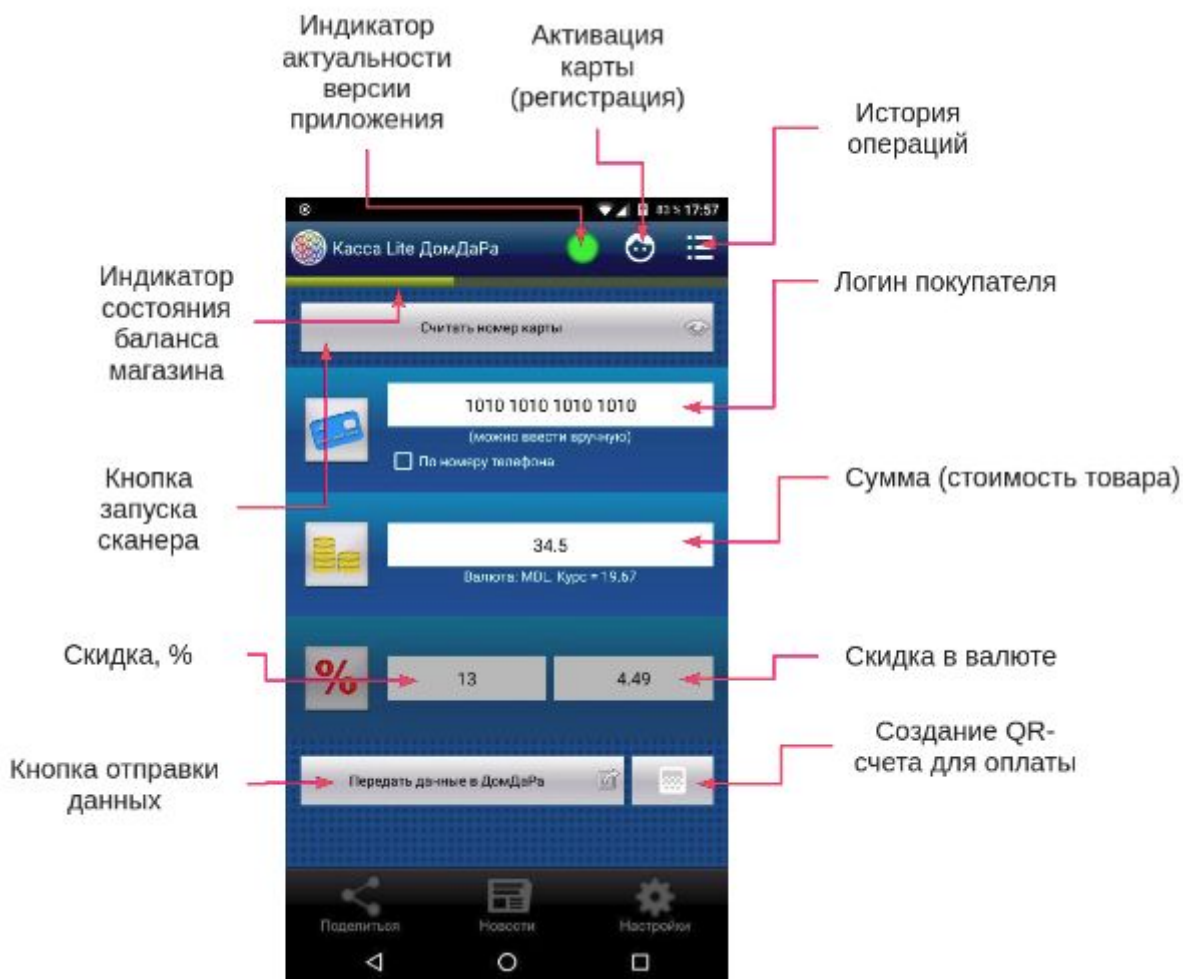 Индикатор
актуальности
версии
приложения
Активация
карты
(регистрация)
История
операций
83 % 17:57
Касса Lite ДомДаРа
Индикатор
состояния
баланса
магазина
Логин покупателя
Считать номер карты
1010 1010 1010 1010
(можно ввести вручную)
По номеру телефона
Кнопка
запуска
сканера
Сумма (стоимость товара)
34.5
Валюта: MDL. Курс = 19.67
Скидка, %
%
13
4.49
Скидка в валюте
Создание QR-
счета для оплаты
Кнопка отправки
данных
Передать данные в ДомДаРа
Поделиться
Новости
Настройки